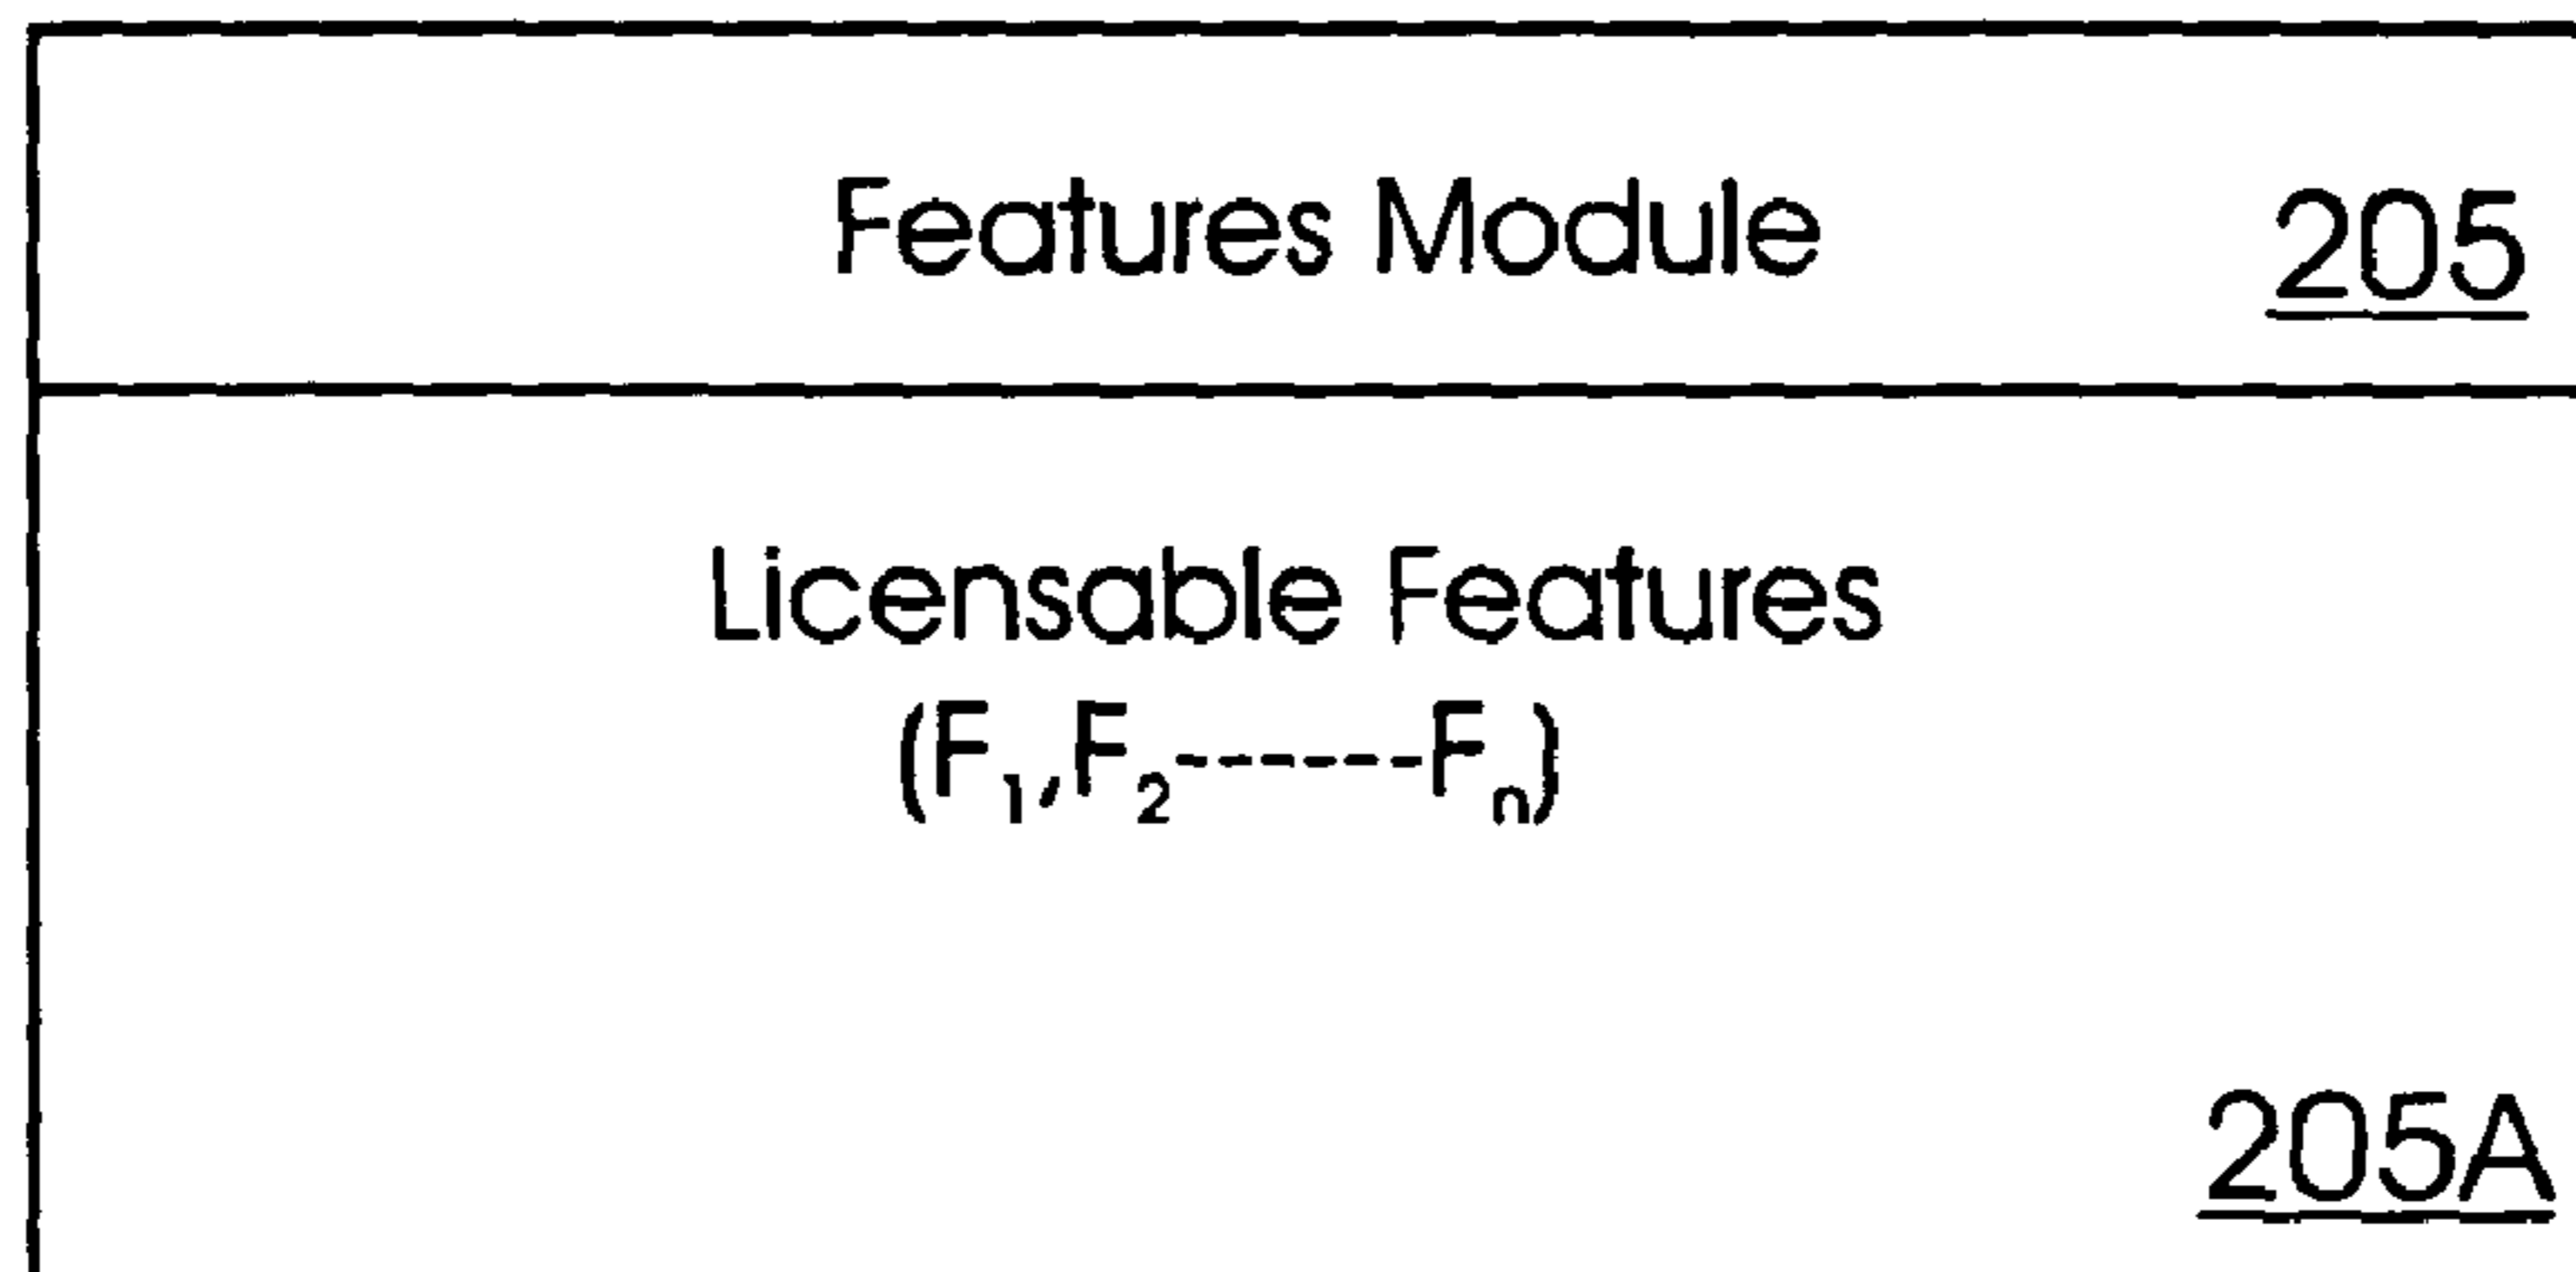 Features Module 205
Licensable Features
(F₁,F₂------Fₙ)
205A